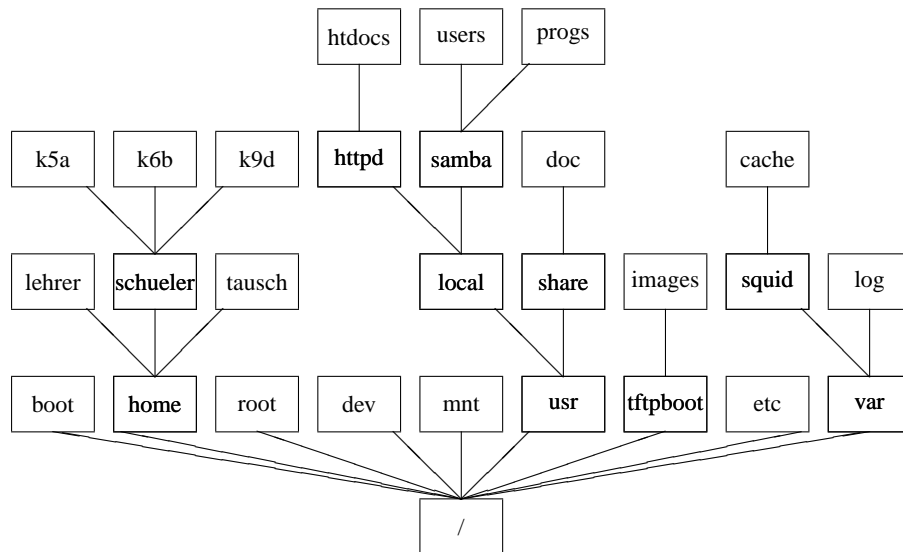 htdocs users progs
k5a k6b k9d httpd samba doc cache
lehrer schueler tausch local share images squid log
boot home root dev mnt usr tftpboot etc var
/